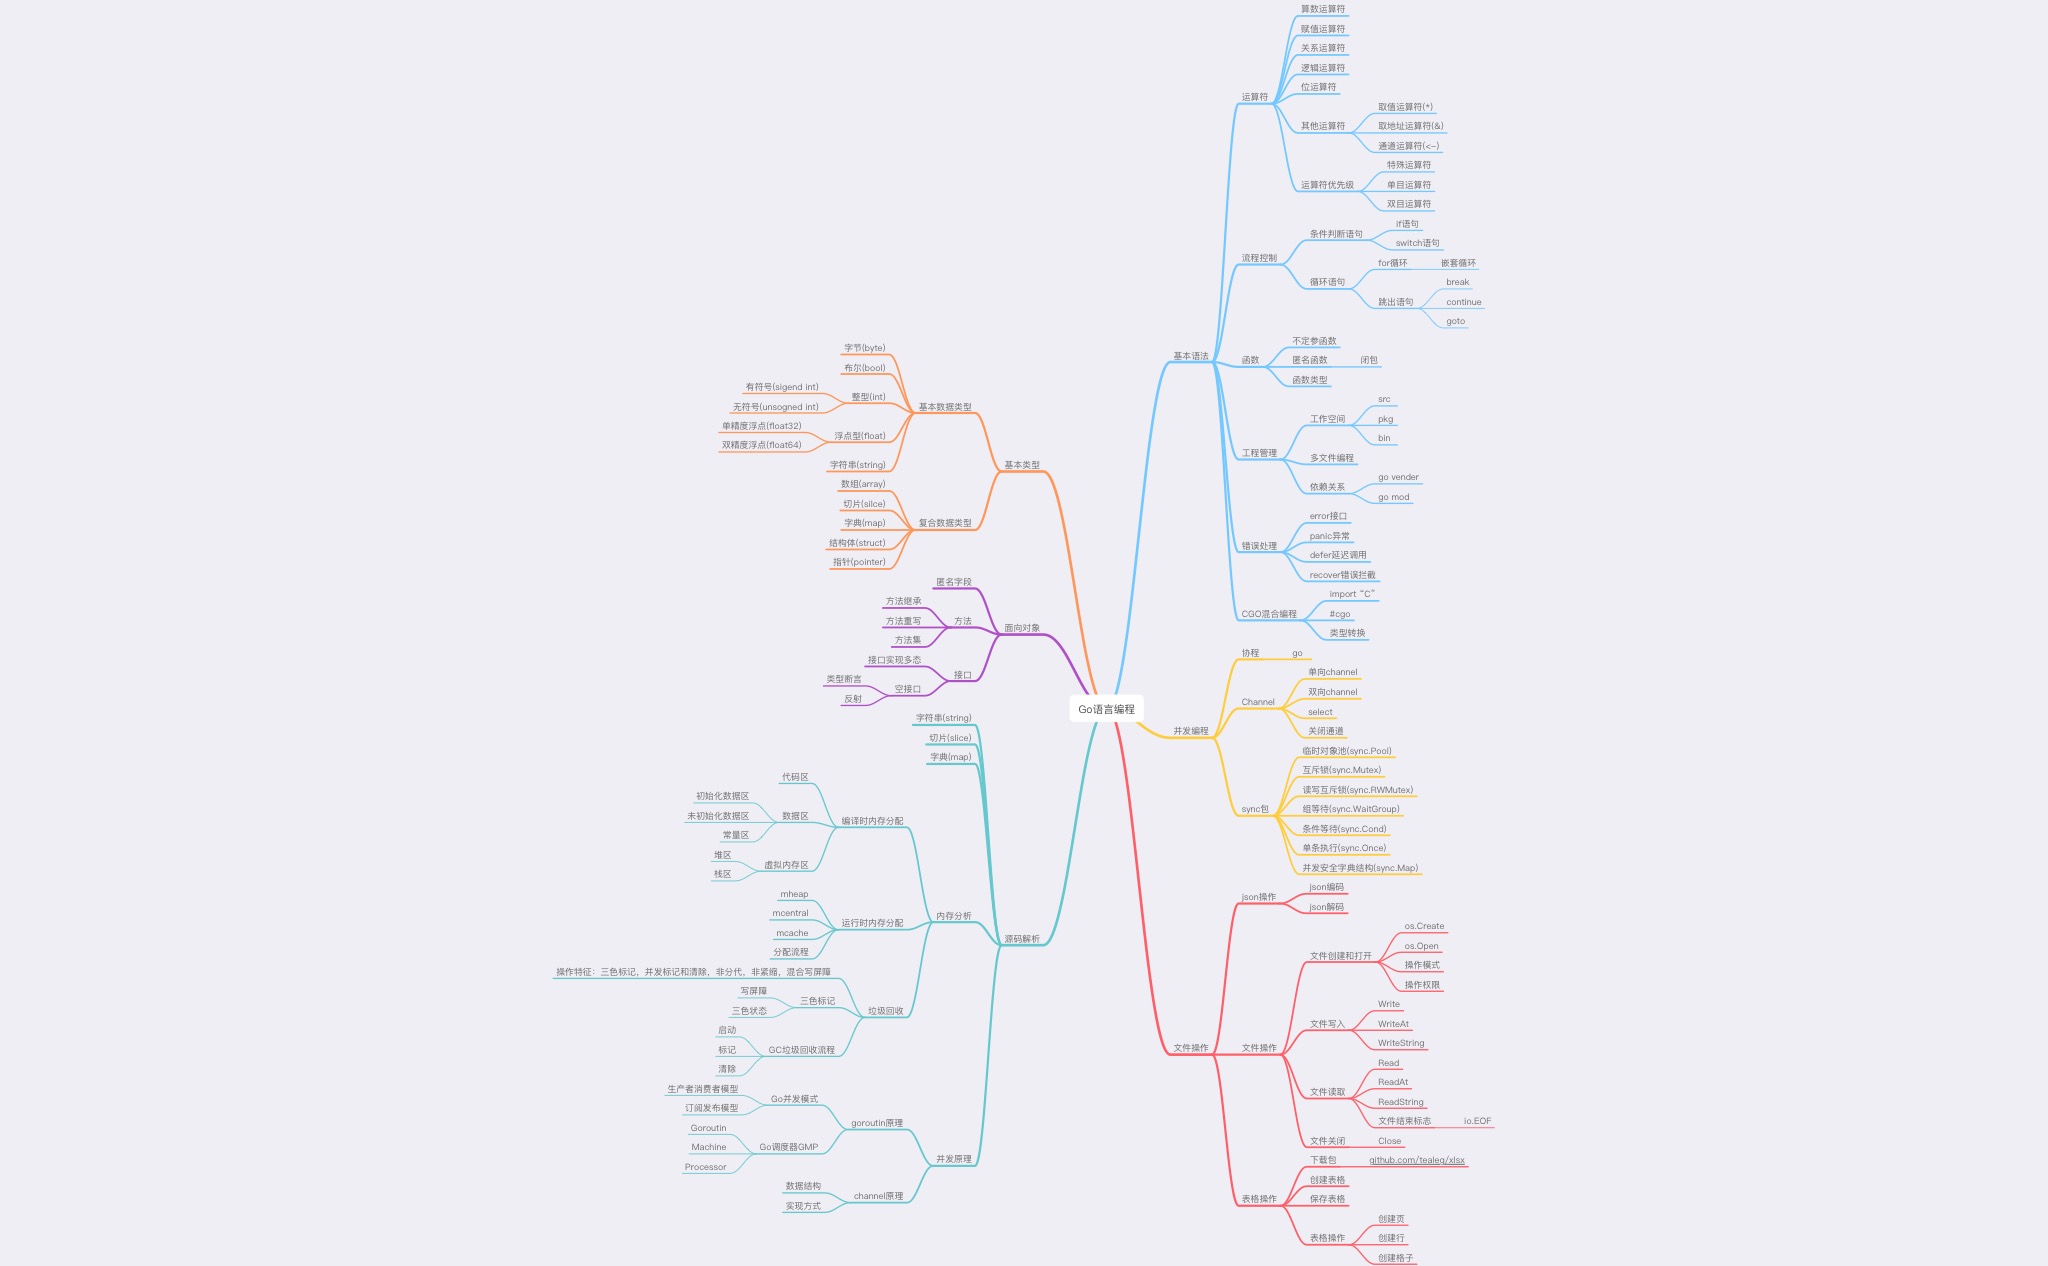 Go语言编程
基本语法
运算符
算数运算符
赋值运算符
关系运算符
逻辑运算符
位运算符
其他运算符
取值运算符(*)
取地址运算符(&)
通道运算符(<-)
运算符优先级
特殊运算符
单目运算符
双目运算符
流程控制
条件判断语句
if语句
switch语句
循环语句
for循环
嵌套循环
跳出语句
break
continue
goto
函数
不定参函数
匿名函数
闭包
函数类型
工程管理
工作空间
src
pkg
bin
多文件编程
依赖关系
go vender
go mod
错误处理
error接口
panic异常
defer延迟调用
recover错误拦截
CGO混合编程
import “C”
#cgo
类型转换
并发编程
协程
go
Channel
单向channel
双向channel
select
关闭通道
sync包
临时对象池(sync.Pool)
互斥锁(sync.Mutex)
读写互斥锁(sync.RWMutex)
组等待(sync.WaitGroup)
条件等待(sync.Cond)
单条执行(sync.Once)
并发安全字典结构(sync.Map)
文件操作
json操作
json编码
json解码
文件操作
文件创建和打开
os.Create
os.Open
操作模式
操作权限
文件写入
Write
WriteAt
WriteString
文件读取
Read
ReadAt
ReadString
文件结束标志
io.EOF
文件关闭
Close
表格操作
下载包
github.com/tealeg/xlsx
创建表格
保存表格
表格操作
创建页
创建行
创建格子
基本类型
基本数据类型
字节(byte)
布尔(bool)
整型(int)
有符号(sigend int)
无符号(unsogned int)
浮点型(float)
单精度浮点(float32)
双精度浮点(float64)
字符串(string)
复合数据类型
数组(array)
切片(silce)
字典(map)
结构体(struct)
指针(pointer)
面向对象
匿名字段
方法
方法继承
方法重写
方法集
接口
接口实现多态
空接口
类型断言
反射
源码解析
字符串(string)
切片(slice)
字典(map)
内存分析
编译时内存分配
代码区
数据区
初始化数据区
未初始化数据区
常量区
虚拟内存区
堆区
栈区
运行时内存分配
mheap
mcentral
mcache
分配流程
垃圾回收
操作特征：三色标记，并发标记和清除，非分代，非紧缩，混合写屏障
三色标记
写屏障
三色状态
GC垃圾回收流程
启动
标记
清除
并发原理
goroutin原理
Go并发模式
生产者消费者模型
订阅发布模型
Go调度器GMP
Goroutin
Machine
Processor
channel原理
数据结构
实现方式